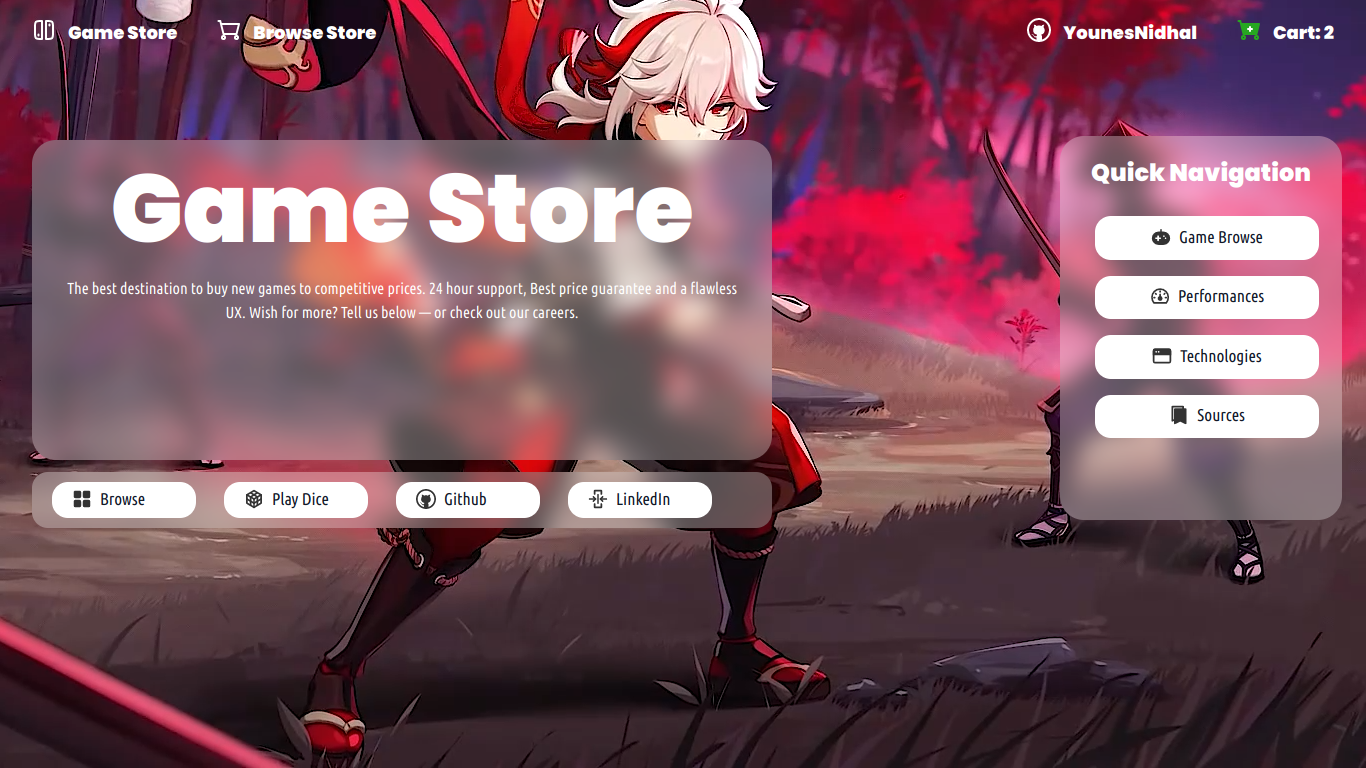 Game Store
Browse Store
YounesNidhal
Cart: 2
Game Store
The best destination to buy new games to competitive prices. 24 hour support, Best price guarantee and a flawless
UX. Wish for more? Tell us below — or check out our careers.
Browse
Play Dice
Github
LinkedIn
Quick Navigation
Game Browse
Performances
Technologies
Sources